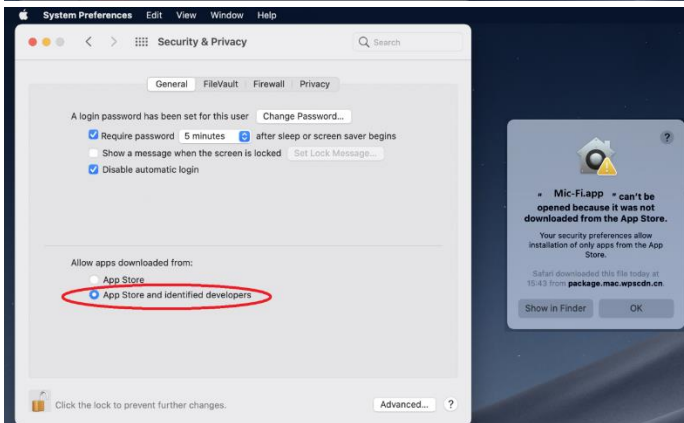 System Preferences Edit View Window Help
Security & Privacy
Search
General FileVault Firewall Privacy
A login password has been set for this user Change Password...
Require password 5 minutes after sleep or screen saver begins
Show a message when the screen is locked Set Lock Message...
Disable automatic login
Allow apps downloaded from:
App Store
App Store and identified developers
Click the lock to prevent further changes.
Advanced... ?
?
" Mic-Fi.app " can't be
opened because it was not
downloaded from the App Store.
Your security preferences allow
installation of only apps from the App
Store.
Safari downloaded this file today at
15:43 from package.mac.wpscdn.cn.
Show in Finder OK